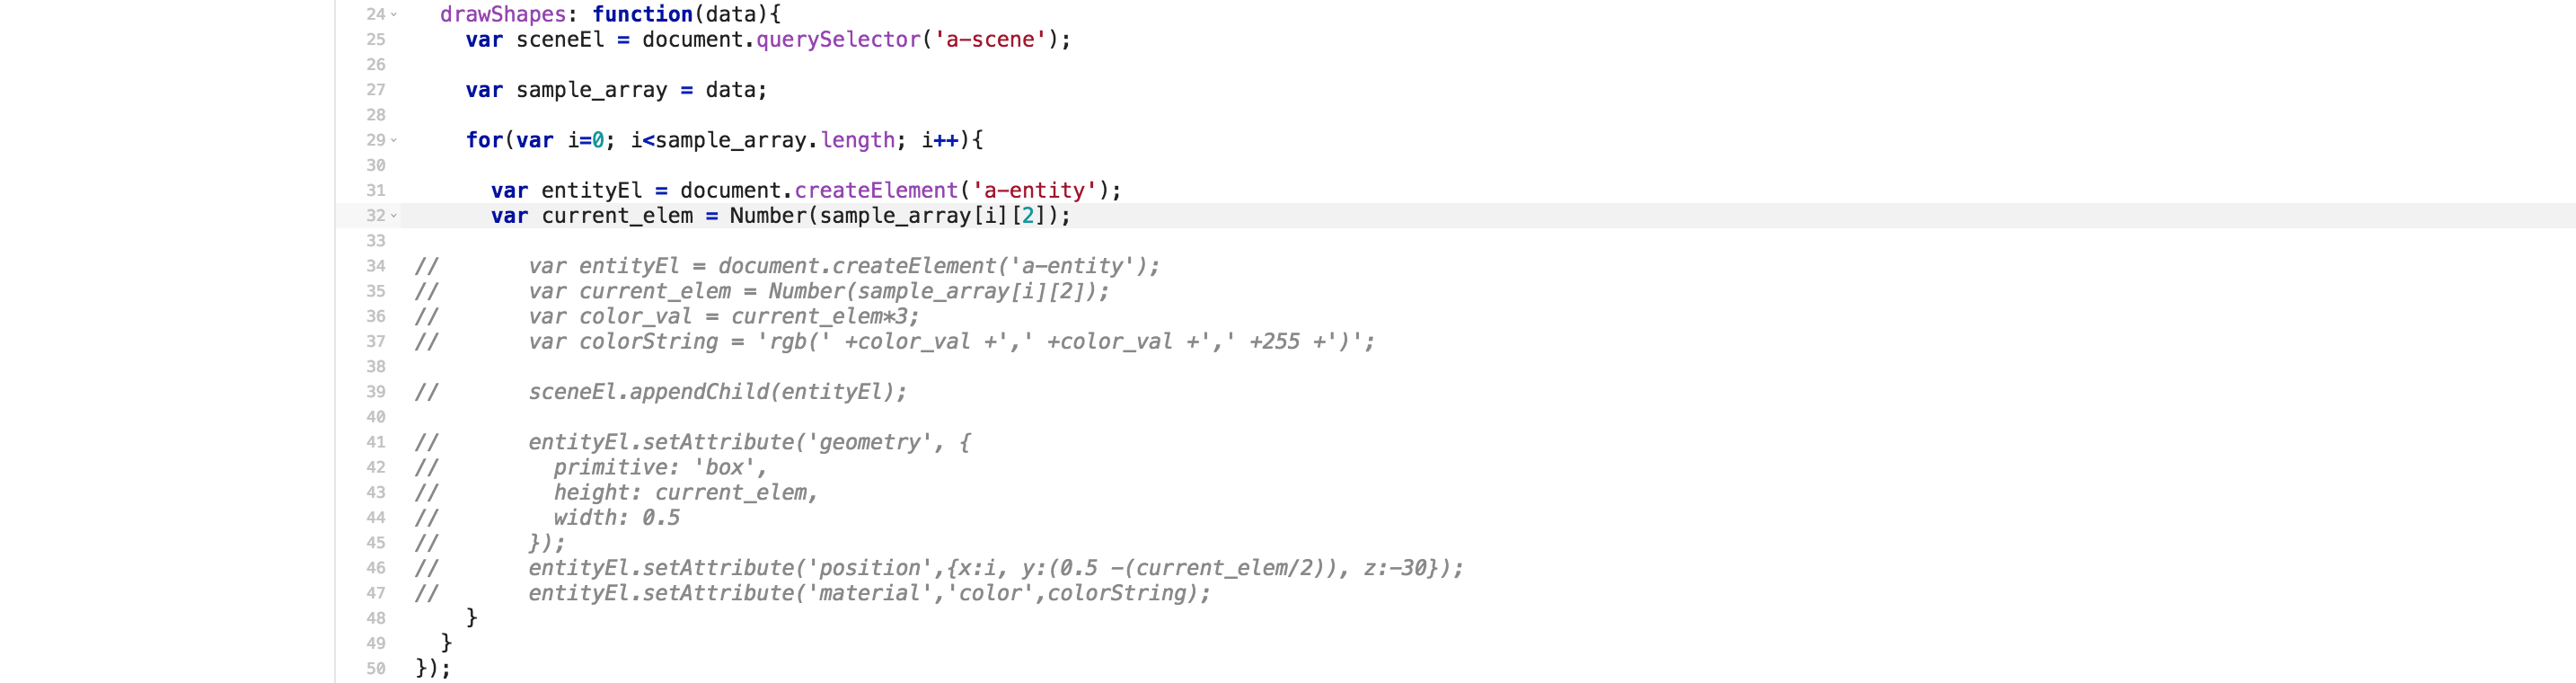 24 drawShapes: function(data){
25 var sceneEl = document.querySelector('a-scene');
26
27 var sample_array = data;
28
29 for(var i=0; i<sample_array.length; i++){
30
31 var entityEl = document.createElement('a-entity');
32 var current_elem = Number(sample_array[i][2]);
33
34 // var entityEl = document.createElement('a-entity');
35 // var current_elem = Number(sample_array[i][2]);
36 // var color_val = current_elem*3;
37 // var colorString = 'rgb(' +color_val +',' +color_val +',' +255 +')';
38
39 // sceneEl.appendChild(entityEl);
40
41 // entityEl.setAttribute('geometry', {
42 // primitive: 'box',
43 // height: current_elem,
44 // width: 0.5
45 // });
46 // entityEl.setAttribute('position',{x:i, y:(0.5 -(current_elem/2)), z:-30});
47 // entityEl.setAttribute('material','color',colorString);
48 }
49 }
50 });